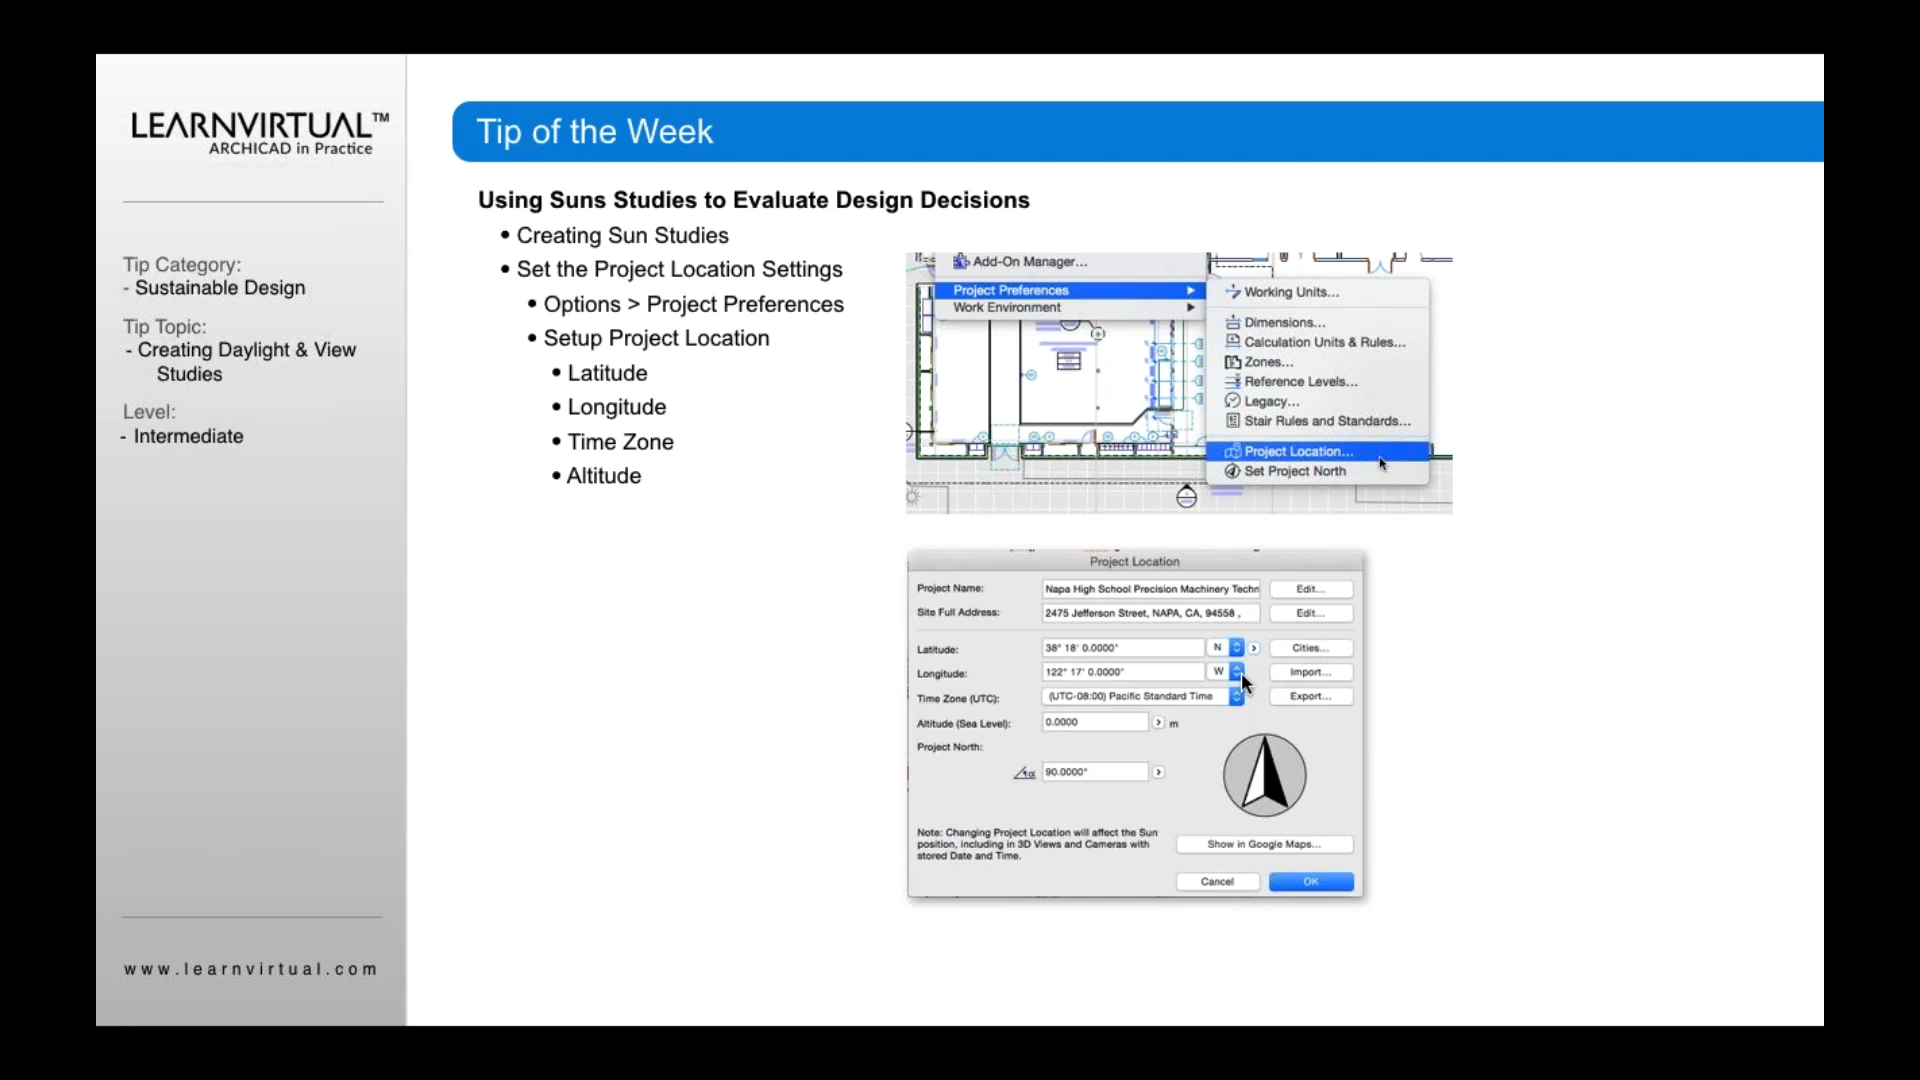 LEARNVIRTUAL™
ARCHICAD in Practice
Tip Category:
- Sustainable Design
Tip Topic:
- Creating Daylight & View
Studies
Level:
- Intermediate
www.learnvirtual.com
Tip of the Week
Using Suns Studies to Evaluate Design Decisions
• Creating Sun Studies
• Set the Project Location Settings
• Options > Project Preferences
• Setup Project Location
• Latitude
• Longitude
• Time Zone
• Altitude
Add-On Manager...
Project Preferences
Work Environment
Working Units...
Dimensions...
Calculation Units & Rules...
Zones...
Reference Levels...
Legacy...
Stair Rules and Standards...
Project Location...
Set Project North
Project Location
Project Name: Napa High School Precision Machinery Techn Edit...
Site Full Address: 2475 Jefferson Street, NAPA, CA, 94558 , Edit...
Latitude: 38° 18' 0.0000" N Cities...
Longitude: 122° 17' 0.0000" W Import...
Time Zone (UTC): (UTC-08:00) Pacific Standard Time Export...
Altitude (Sea Level): 0.0000 m
Project North:
90.0000°
Note: Changing Project Location will affect the Sun
position, including in 3D Views and Cameras with
stored Date and Time.
Show in Google Maps...
Cancel OK